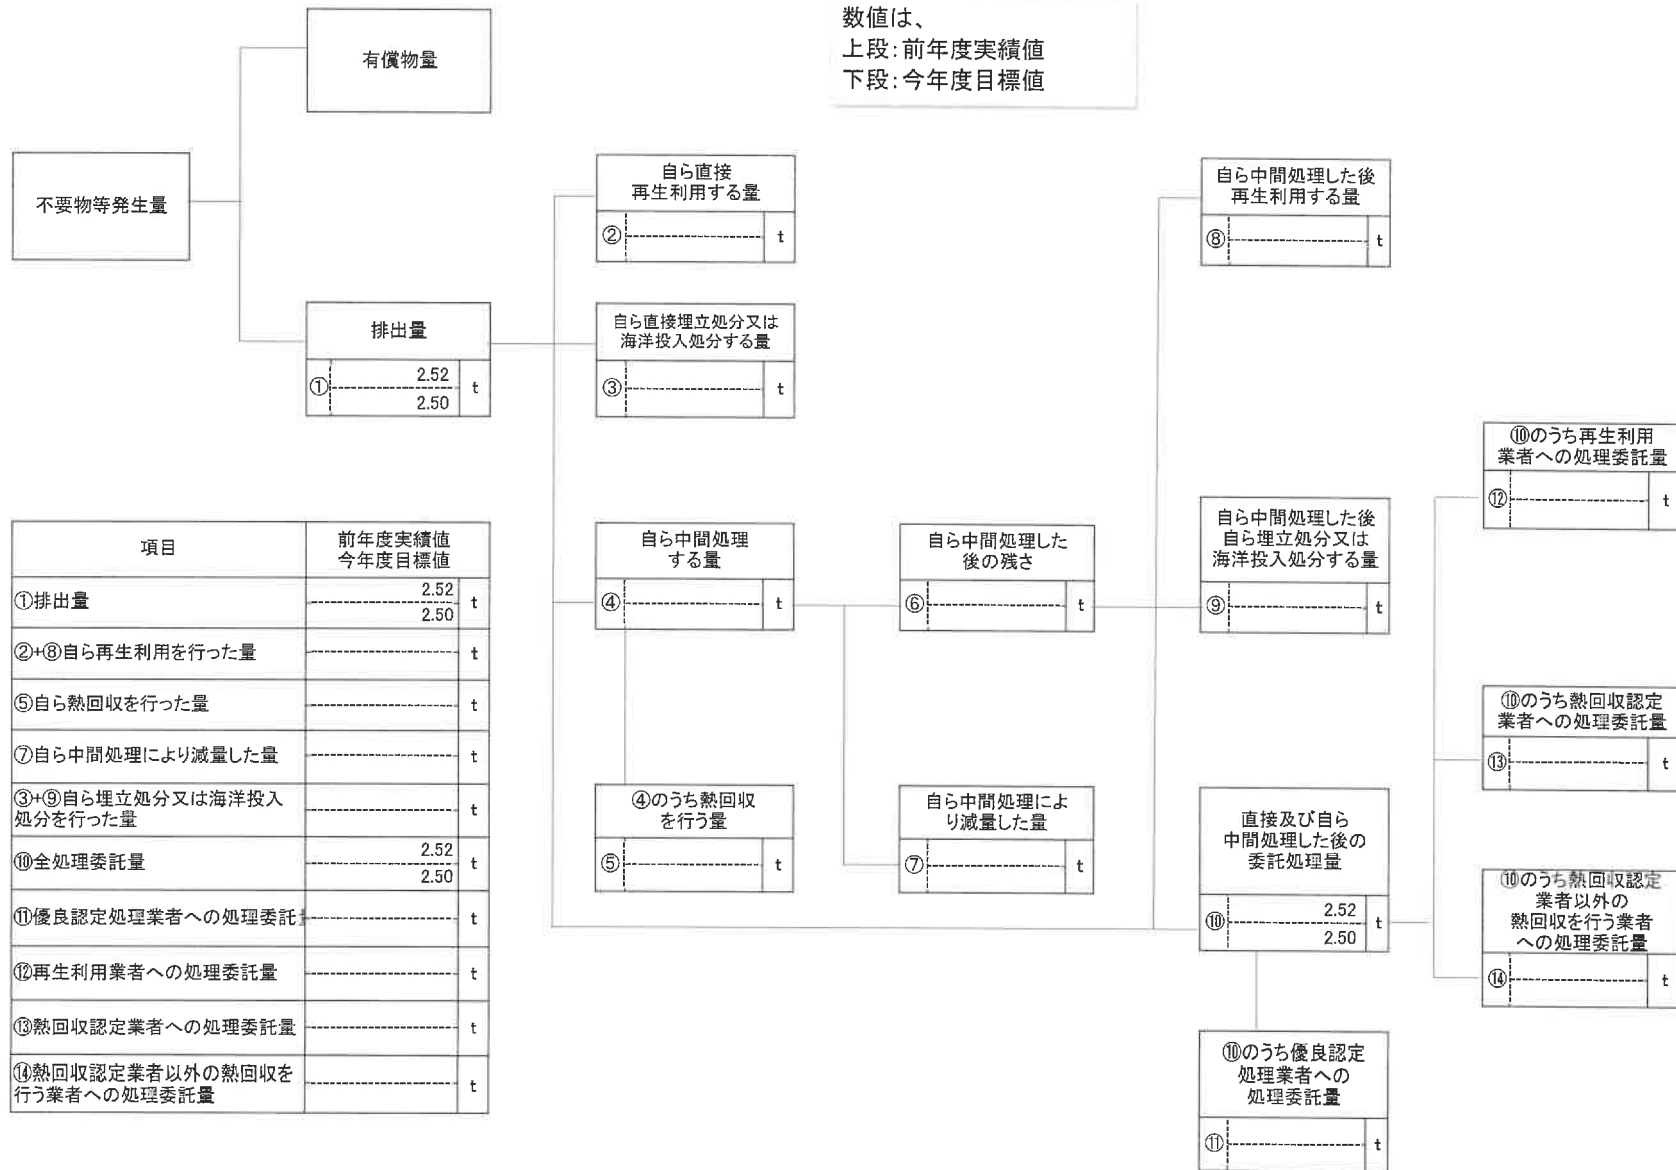 数値は、
上段:前年度実績値
下段:今年度目標値
有償物量
不要物等発生量
排出量
① 2.52 t
2.50
自ら直接
再生利用する量
② t
自ら直接埋立処分又は
海洋投入処分する量
③ t
自ら中間処理
する量
④ t
④のうち熱回収
を行う量
⑤ t
自ら中間処理した
後の残さ
⑥ t
自ら中間処理によ
り減量した量
⑦ t
自ら中間処理した後
再生利用する量
⑧ t
自ら中間処理した後
自ら埋立処分又は
海洋投入処分する量
⑨ t
直接及び自ら
中間処理した後の
委託処理量
⑩ 2.52 t
2.50
⑩のうち優良認定
処理業者への
処理委託量
⑪ t
⑩のうち再生利用
業者への処理委託量
⑫ t
⑩のうち熱回収認定
業者への処理委託量
⑬ t
⑩のうち熱回収認定
業者以外の
熱回収を行う業者
への処理委託量
⑭ t
項目 前年度実績値
今年度目標値
①排出量 2.52 t
2.50
②+⑧自ら再生利用を行った量 t
⑤自ら熱回収を行った量 t
⑦自ら中間処理により減量した量 t
③+⑨自ら埋立処分又は海洋投入
処分を行った量 t
⑩全処理委託量 2.52 t
2.50
⑪優良認定処理業者への処理委託 t
⑫再生利用業者への処理委託量 t
⑬熱回収認定業者への処理委託量 t
⑭熱回収認定業者以外の熱回収を
行う業者への処理委託量 t